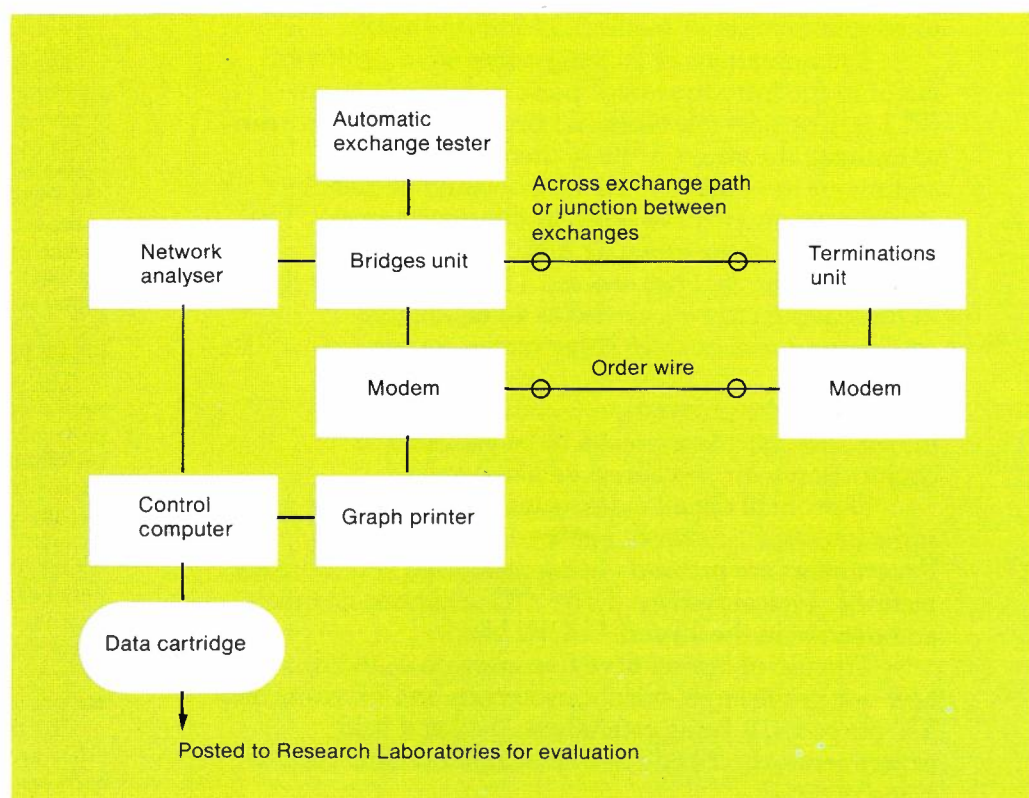 Automatic
exchange tester
Across exchange path
or junction between
exchanges
Network
analyser
Bridges unit
Terminations
unit
Modem
Order wire
Modem
Control
computer
Graph printer
Data cartridge
Posted to Research Laboratories for evaluation